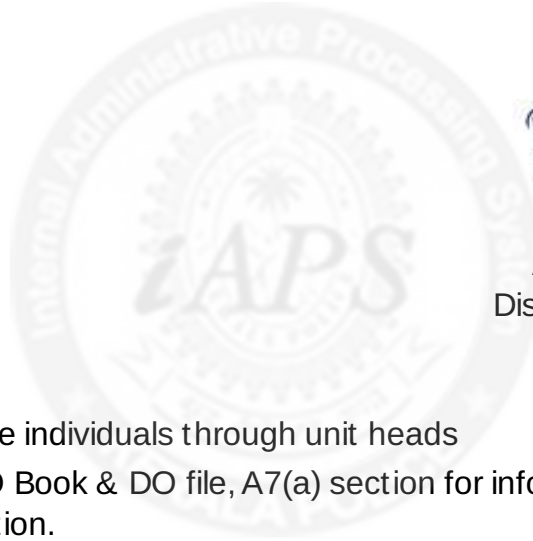 Internal Administrative Processing System
iAPS
Dis
e individuals through unit heads
Book & DO file, A7(a) section for info
ion.